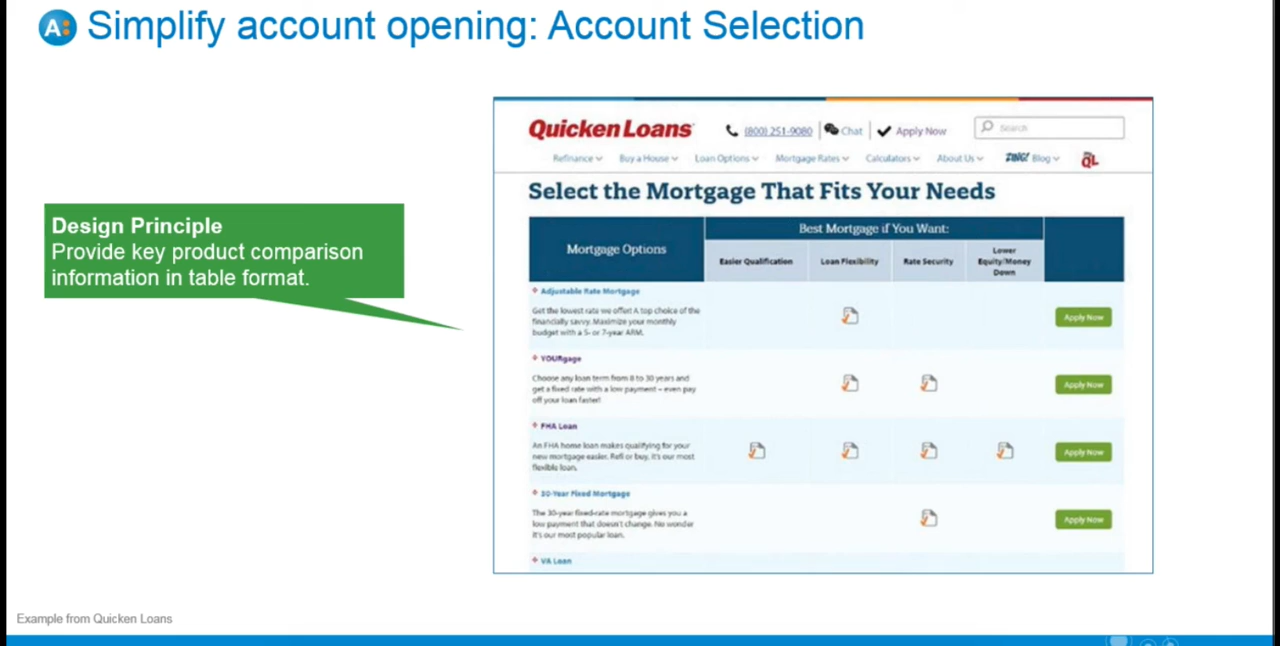 A: Simplify account opening: Account Selection
Design Principle
Provide key product comparison
information in table format.
Quicken Loans
(800) 251-9080
Chat
Apply Now
Search
Refinance
Buy a House
Loan Options
Mortgage Rates
Calculators
About Us
ZING! Blog
QL
Select the Mortgage That Fits Your Needs
Mortgage Options
Best Mortgage if You Want:
Easier Qualification
Loan Flexibility
Rate Security
Lower
Equity/Money
Down
Adjustable Rate Mortgage
Get the lowest rate we offer! A top choice of the
financially savvy. Maximize your monthly
budget with a 5- or 7-year ARM.
Apply Now
YOURgage
Choose any loan term from 8 to 30 years and
get a fixed rate with a low payment – even pay
off your loan faster!
Apply Now
FHA Loan
An FHA home loan makes qualifying for your
new mortgage easier. Refi or buy, it's our most
flexible loan.
Apply Now
30-Year Fixed Mortgage
The 30-year fixed-rate mortgage gives you a
low payment that doesn't change. No wonder
it's our most popular loan.
Apply Now
VA Loan
Example from Quicken Loans